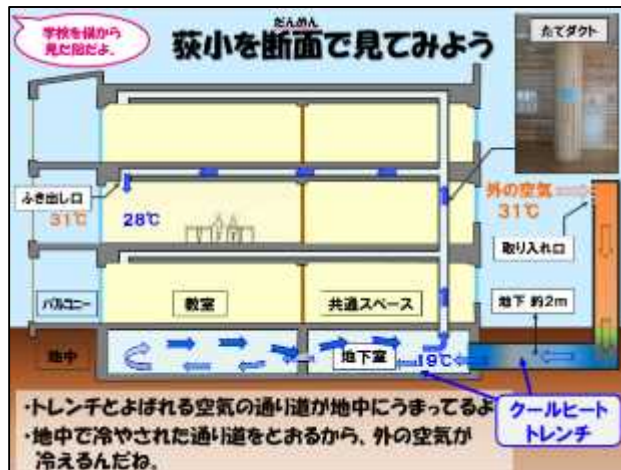 学校を横から
見た図だよ。
だんめん
荻小を断面で見てみよう
たてダクト
ふき出し口
31℃
28℃
外の空気
31℃
取り入れ口
バルコニー
教室
共通スペース
地下 約2m
地中
地下室
19℃
クールヒート
トレンチ
・トレンチとよばれる空気の通り道が地中にうまってるよ
・地中で冷やされた通り道をとおるから、外の空気が
冷えるんだね。